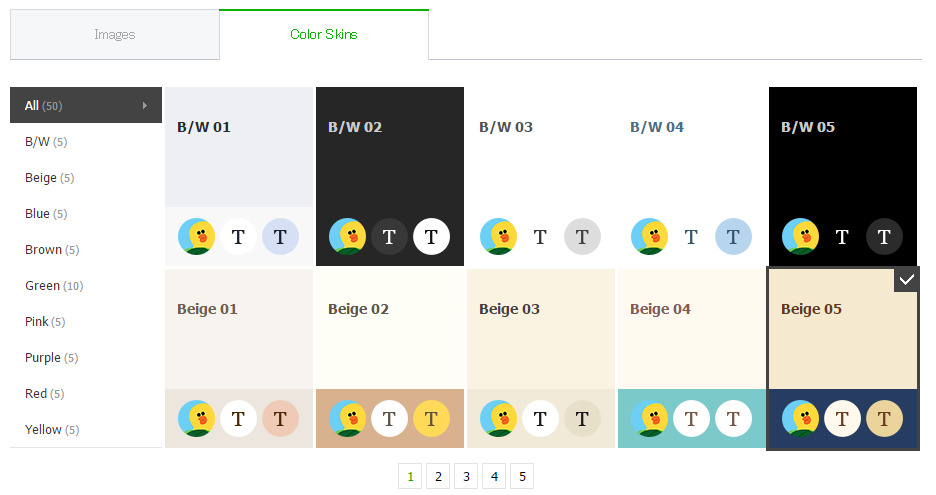 Images
Color Skins
All (50)
B/W (5)
Beige (5)
Blue (5)
Brown (5)
Green (10)
Pink (5)
Purple (5)
Red (5)
Yellow (5)
B/W 01
B/W 02
B/W 03
B/W 04
B/W 05
T T
T T
T T
T T
T T
Beige 01
Beige 02
Beige 03
Beige 04
Beige 05
T T
T T
T T
T T
T T
1 2 3 4 5